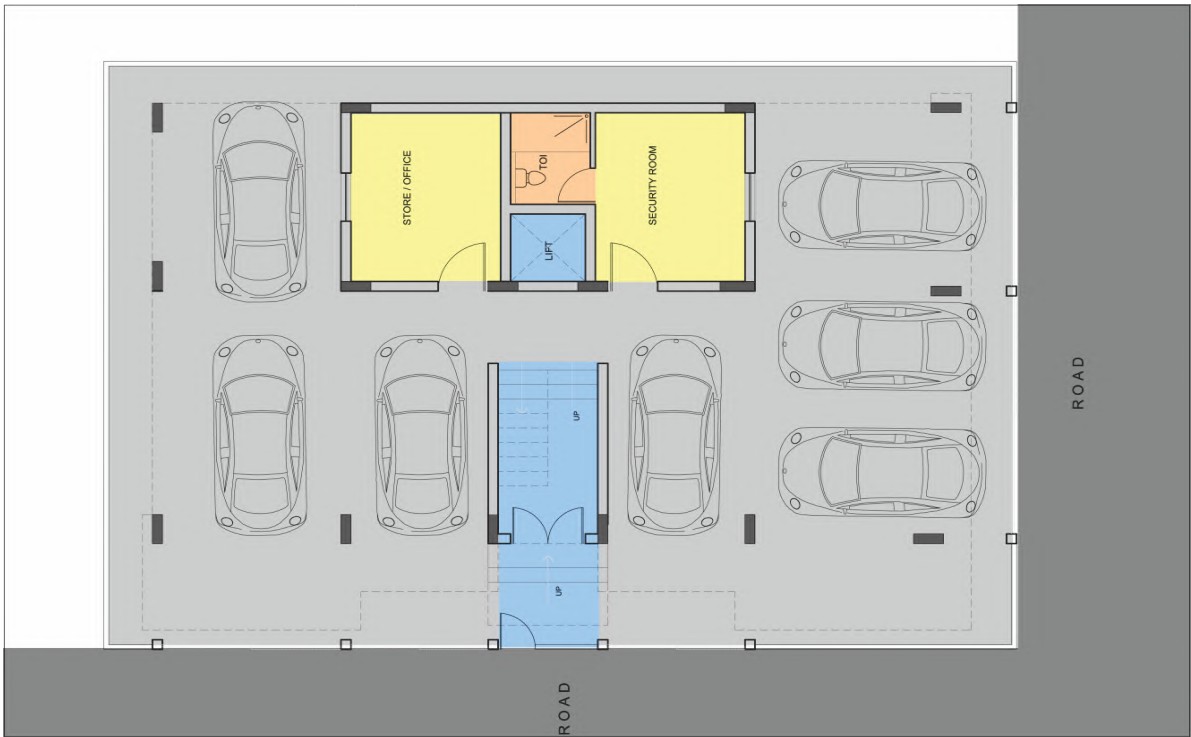 STORE / OFFICE
TOI
LIFT
SECURITY ROOM
UP
UP
ROAD
ROAD